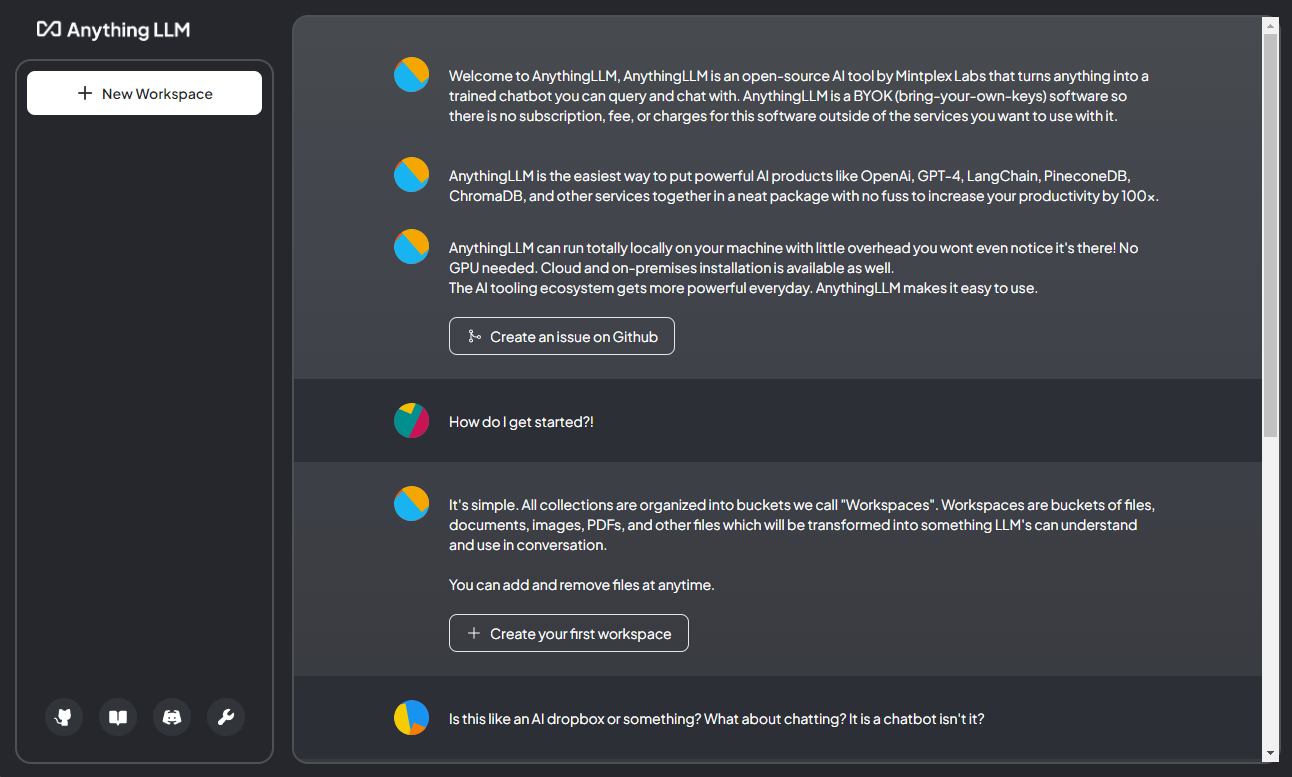 Anything LLM
New Workspace
Welcome to AnythingLLM, AnythingLLM is an open-source AI tool by Mintplex Labs that turns anything into a
trained chatbot you can query and chat with. AnythingLLM is a BYOK (bring-your-own-keys) software so
there is no subscription, fee, or charges for this software outside of the services you want to use with it.
AnythingLLM is the easiest way to put powerful AI products like OpenAi, GPT-4, LangChain, PineconeDB,
ChromaDB, and other services together in a neat package with no fuss to increase your productivity by 100x.
AnythingLLM can run totally locally on your machine with little overhead you wont even notice it's there! No
GPU needed. Cloud and on-premises installation is available as well.
The AI tooling ecosystem gets more powerful everyday. AnythingLLM makes it easy to use.
Create an issue on Github
How do I get started?!
It's simple. All collections are organized into buckets we call "Workspaces". Workspaces are buckets of files,
documents, images, PDFs, and other files which will be transformed into something LLM's can understand
and use in conversation.
You can add and remove files at anytime.
Create your first workspace
Is this like an AI dropbox or something? What about chatting? It is a chatbot isn't it?